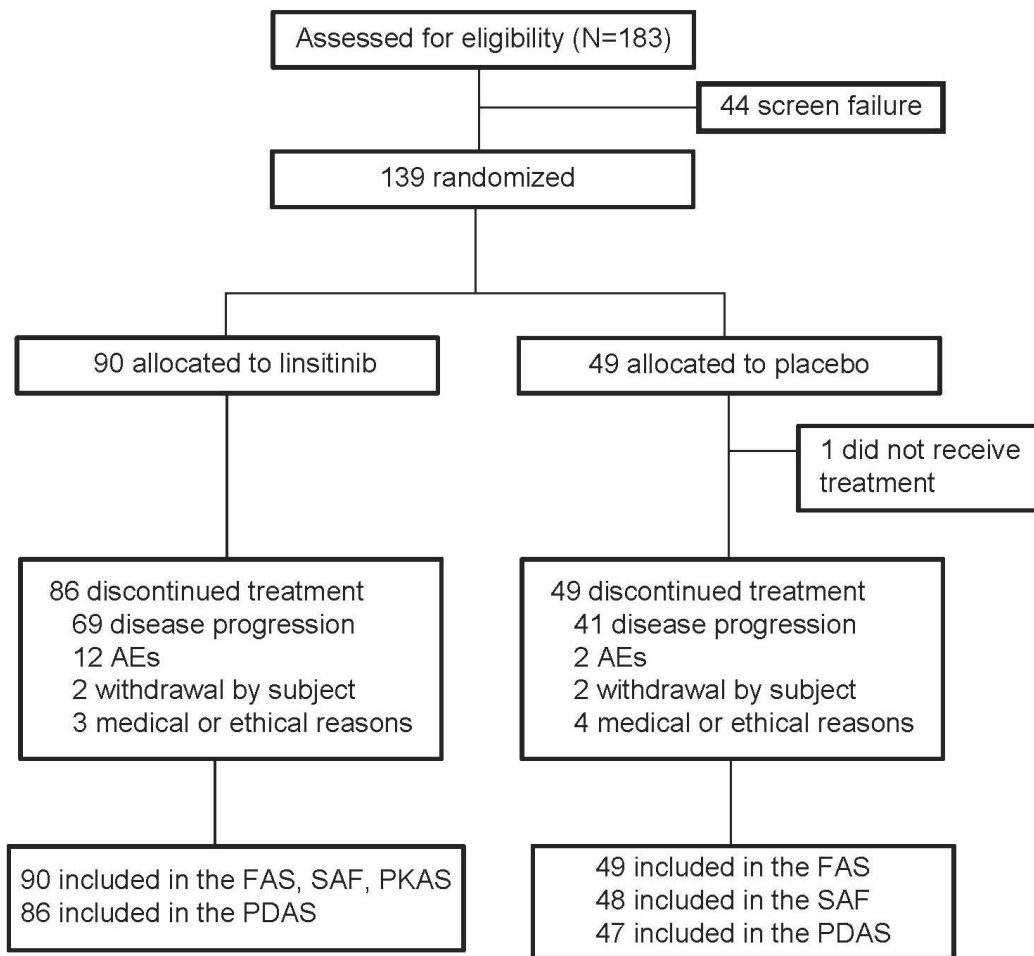 Assessed for eligibility (N=183)
44 screen failure
139 randomized
90 allocated to linsitinib
49 allocated to placebo
1 did not receive
treatment
86 discontinued treatment
69 disease progression
12 AEs
2 withdrawal by subject
3 medical or ethical reasons
49 discontinued treatment
41 disease progression
2 AEs
2 withdrawal by subject
4 medical or ethical reasons
90 included in the FAS, SAF, PKAS
86 included in the PDAS
49 included in the FAS
48 included in the SAF
47 included in the PDAS